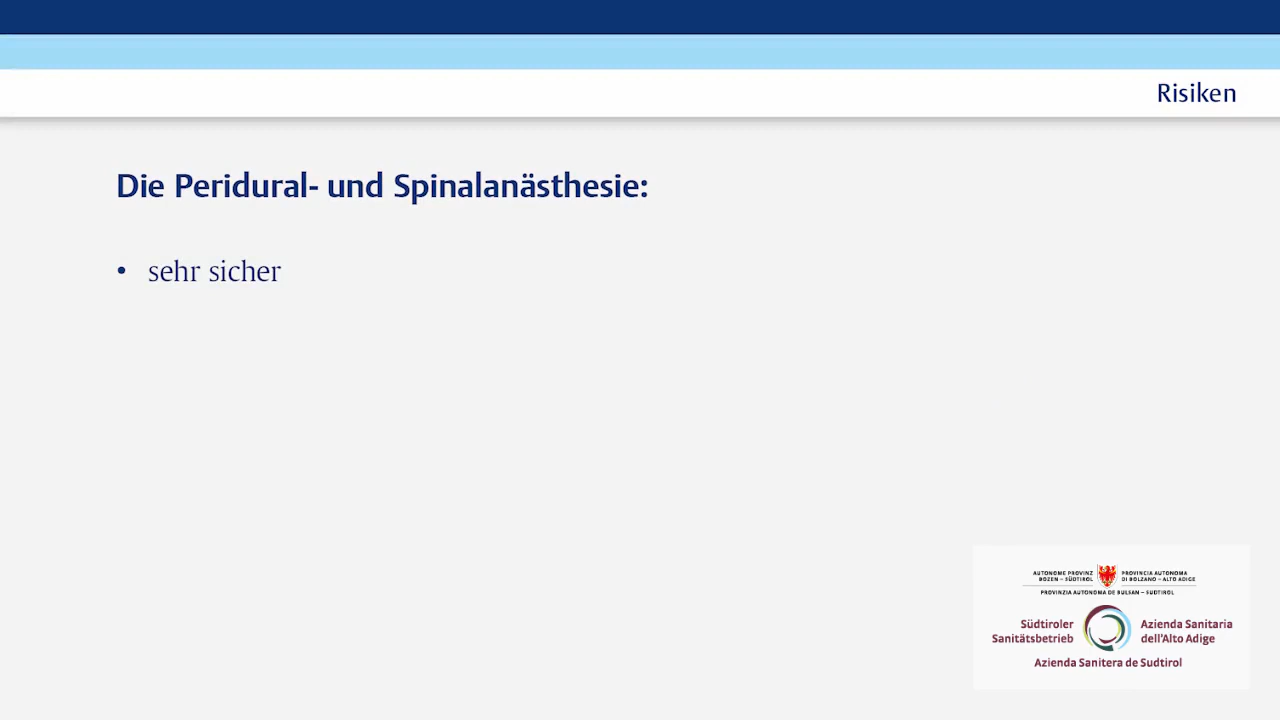 Risiken
Die Peridural- und Spinalanästhesie:
• sehr sicher
AUTONOME PROVINZ
BOZEN – SÜDTIROL
PROVINCIA AUTONOMA
DI BOLZANO – ALTO ADIGE
PROVINZIA AUTONOMA DE BULSAN – SÜDTIROL
Südtiroler
Sanitätsbetrieb
Azienda Sanitaria
dell'Alto Adige
Azienda Sanitera de Sudtirol